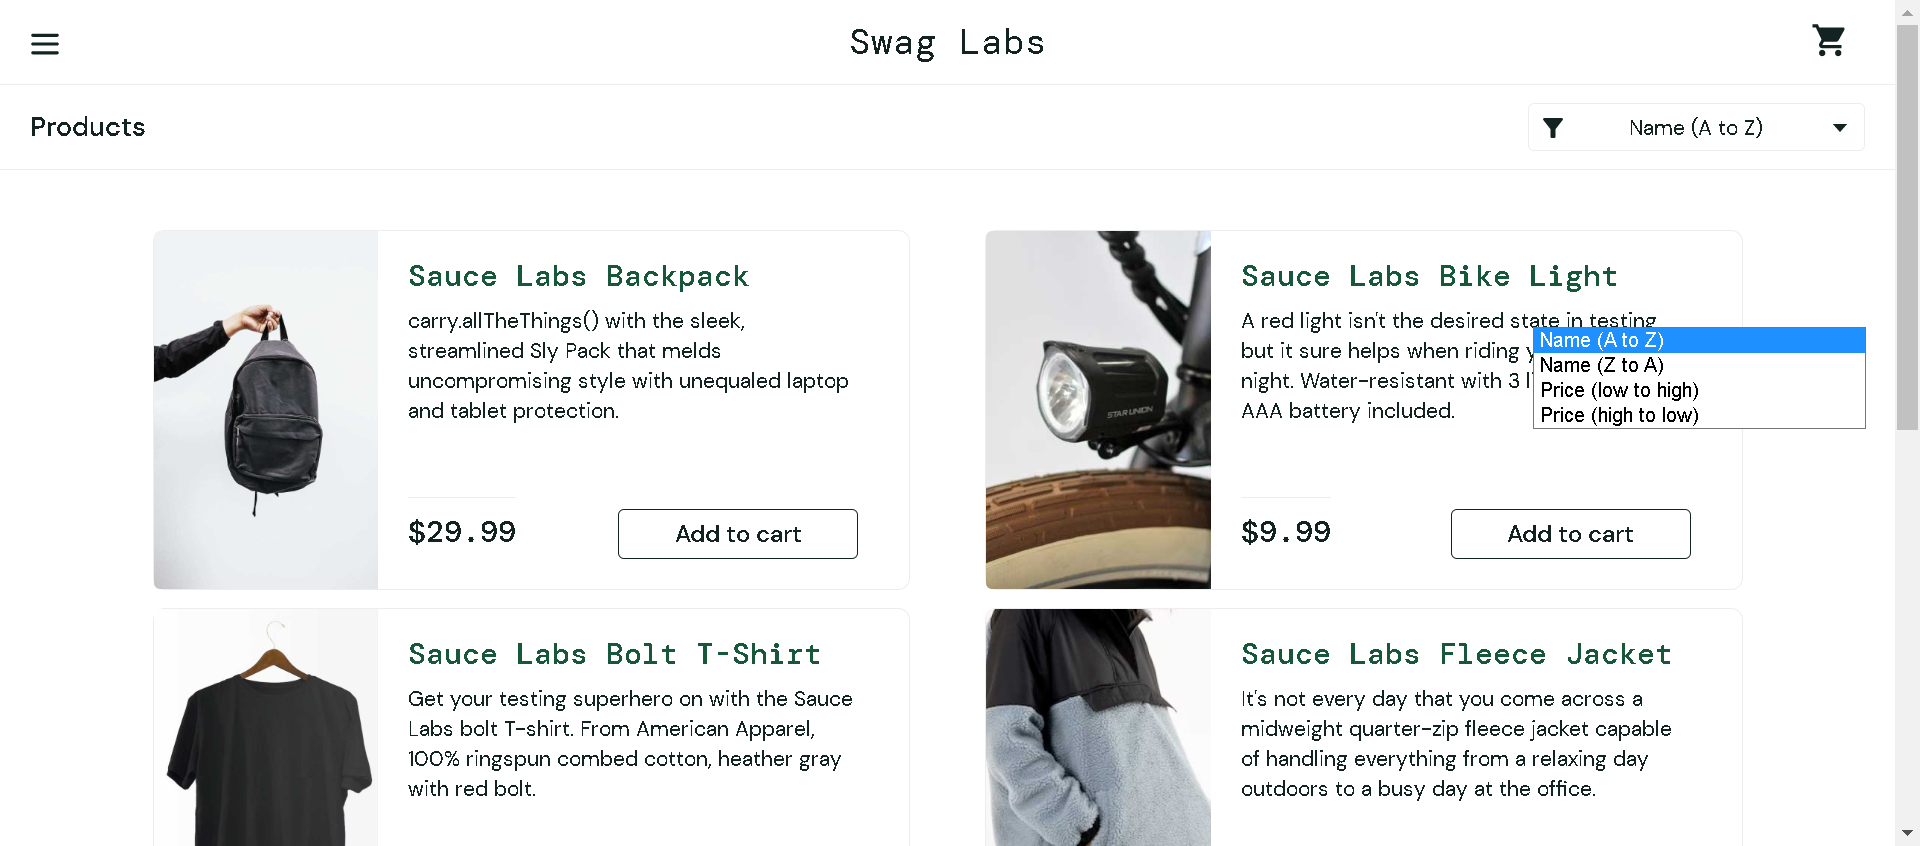 Swag Labs
Products
Name (A to Z)
Sauce Labs Backpack
carry.allTheThings() with the sleek,
streamlined Sly Pack that melds
uncompromising style with unequaled laptop
and tablet protection.
$29.99
Add to cart
Sauce Labs Bike Light
A red light isn't the desired state in testing
but it sure helps when riding
night. Water-resistant with 3
AAA battery included.
STAR UNION
$9.99
Add to cart
Name (A to Z)
Name (Z to A)
Price (low to high)
Price (high to low)
Sauce Labs Bolt T-Shirt
Get your testing superhero on with the Sauce
Labs bolt T-shirt. From American Apparel,
100% ringspun combed cotton, heather gray
with red bolt.
Sauce Labs Fleece Jacket
It's not every day that you come across a
midweight quarter-zip fleece jacket capable
of handling everything from a relaxing day
outdoors to a busy day at the office.